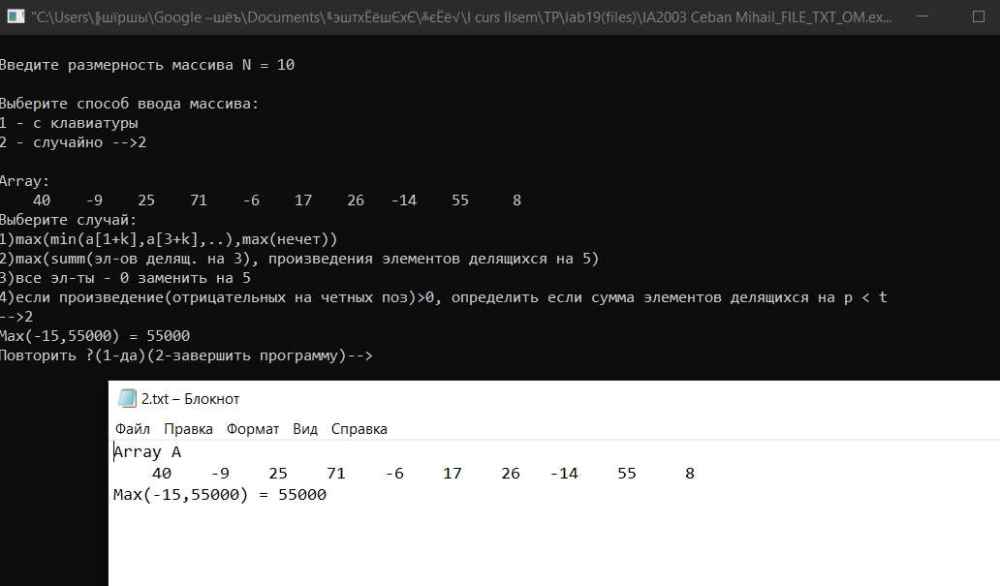 "C:\Users\╠шїршы\Google –шёъ\Documents\╙эштхЁёшЄхЄ\╩єЁё√\I curs IIsem\TP\lab19(files)\IA2003 Ceban Mihail_FILE_TXT_OM.ex...
Введите размерность массива N = 10
Выберите способ ввода массива:
1 - с клавиатуры
2 - случайно -->2
Array:
40 -9 25 71 -6 17 26 -14 55 8
Выберите случай:
1)max(min(a[1+k],a[3+k],..),max(нечет))
2)max(summ(эл-ов делящ. на 3), произведения элементов делящихся на 5)
3)все эл-ты - 0 заменить на 5
4)если произведение(отрицательных на четных поз)>0, определить если сумма элементов делящихся на p < t
-->2
Max(-15,55000) = 55000
Повторить ?(1-да)(2-завершить программу)-->
2.txt – Блокнот
Файл Правка Формат Вид Справка
Array A
40 -9 25 71 -6 17 26 -14 55 8
Max(-15,55000) = 55000